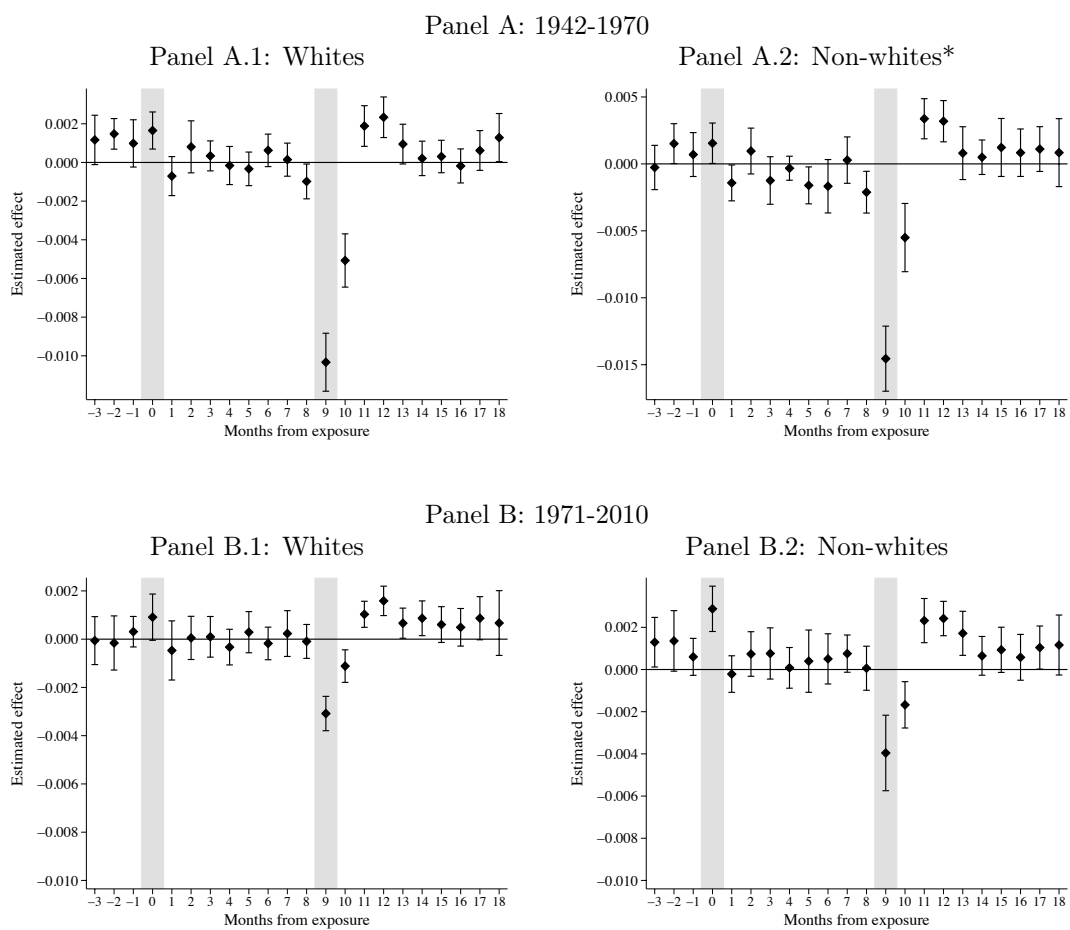 Panel A: 1942-1970
Panel A.1: Whites
0.002
0.000
−0.002
−0.004
−0.006
−0.008
−0.010
Estimated effect
−3 −2 −1 0 1 2 3 4 5 6 7 8 9 10 11 12 13 14 15 16 17 18
Months from exposure
Panel A.2: Non-whites*
0.005
0.000
−0.005
−0.010
−0.015
Estimated effect
−3 −2 −1 0 1 2 3 4 5 6 7 8 9 10 11 12 13 14 15 16 17 18
Months from exposure
Panel B: 1971-2010
Panel B.1: Whites
0.002
0.000
−0.002
−0.004
−0.006
−0.008
−0.010
Estimated effect
−3 −2 −1 0 1 2 3 4 5 6 7 8 9 10 11 12 13 14 15 16 17 18
Months from exposure
Panel B.2: Non-whites
0.002
0.000
−0.002
−0.004
−0.006
−0.008
−0.010
Estimated effect
−3 −2 −1 0 1 2 3 4 5 6 7 8 9 10 11 12 13 14 15 16 17 18
Months from exposure